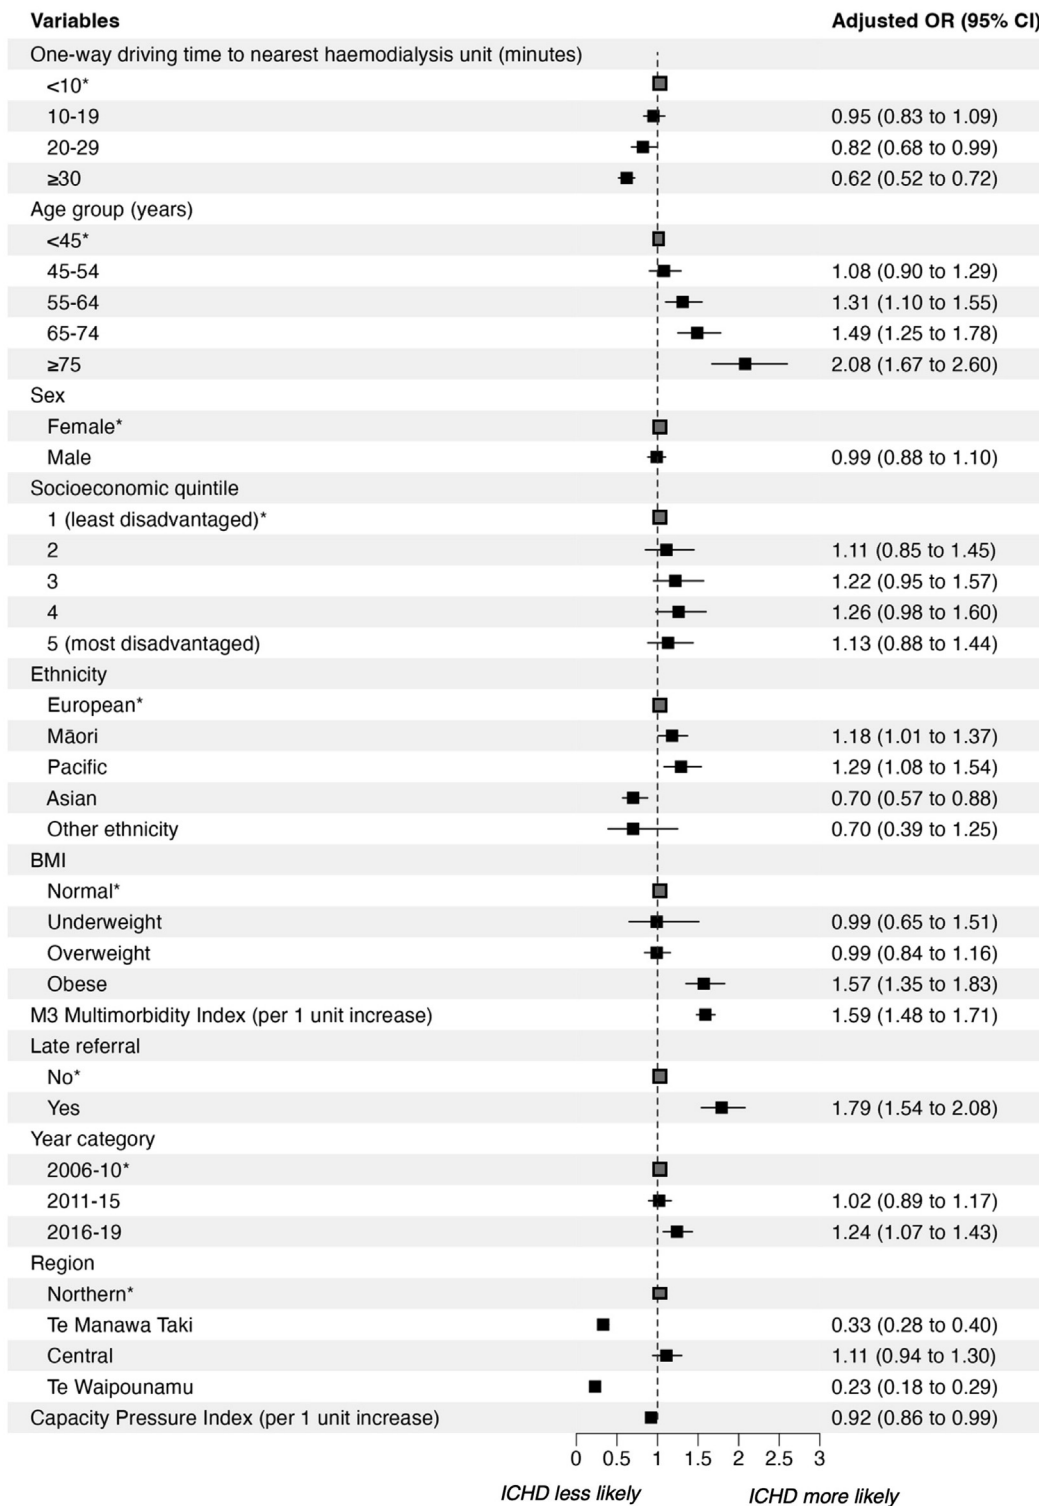 Variables Adjusted OR (95% CI)
One-way driving time to nearest haemodialysis unit (minutes)
<10*
10-19 0.95 (0.83 to 1.09)
20-29 0.82 (0.68 to 0.99)
≥30 0.62 (0.52 to 0.72)
Age group (years)
<45*
45-54 1.08 (0.90 to 1.29)
55-64 1.31 (1.10 to 1.55)
65-74 1.49 (1.25 to 1.78)
≥75 2.08 (1.67 to 2.60)
Sex
Female*
Male 0.99 (0.88 to 1.10)
Socioeconomic quintile
1 (least disadvantaged)*
2 1.11 (0.85 to 1.45)
3 1.22 (0.95 to 1.57)
4 1.26 (0.98 to 1.60)
5 (most disadvantaged) 1.13 (0.88 to 1.44)
Ethnicity
European*
Māori 1.18 (1.01 to 1.37)
Pacific 1.29 (1.08 to 1.54)
Asian 0.70 (0.57 to 0.88)
Other ethnicity 0.70 (0.39 to 1.25)
BMI
Normal*
Underweight 0.99 (0.65 to 1.51)
Overweight 0.99 (0.84 to 1.16)
Obese 1.57 (1.35 to 1.83)
M3 Multimorbidity Index (per 1 unit increase) 1.59 (1.48 to 1.71)
Late referral
No*
Yes 1.79 (1.54 to 2.08)
Year category
2006-10*
2011-15 1.02 (0.89 to 1.17)
2016-19 1.24 (1.07 to 1.43)
Region
Northern*
Te Manawa Taki 0.33 (0.28 to 0.40)
Central 1.11 (0.94 to 1.30)
Te Waipounamu 0.23 (0.18 to 0.29)
Capacity Pressure Index (per 1 unit increase) 0.92 (0.86 to 0.99)
0 0.5 1 1.5 2 2.5 3
ICHD less likely ICHD more likely